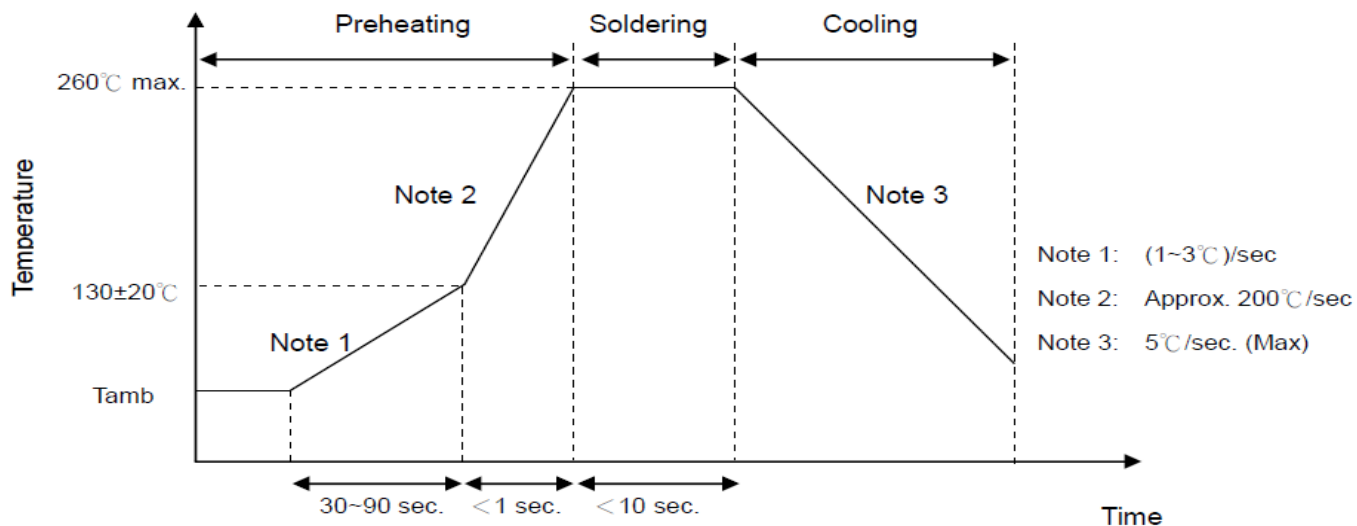 Preheating
Soldering
Cooling
260℃ max.
Note 2
Note 3
Temperature
Note 1: (1~3℃)/sec
130±20℃
Note 2: Approx. 200℃/sec
Note 1
Note 3: 5℃/sec. (Max)
Tamb
30~90 sec.
<1 sec.
<10 sec.
Time